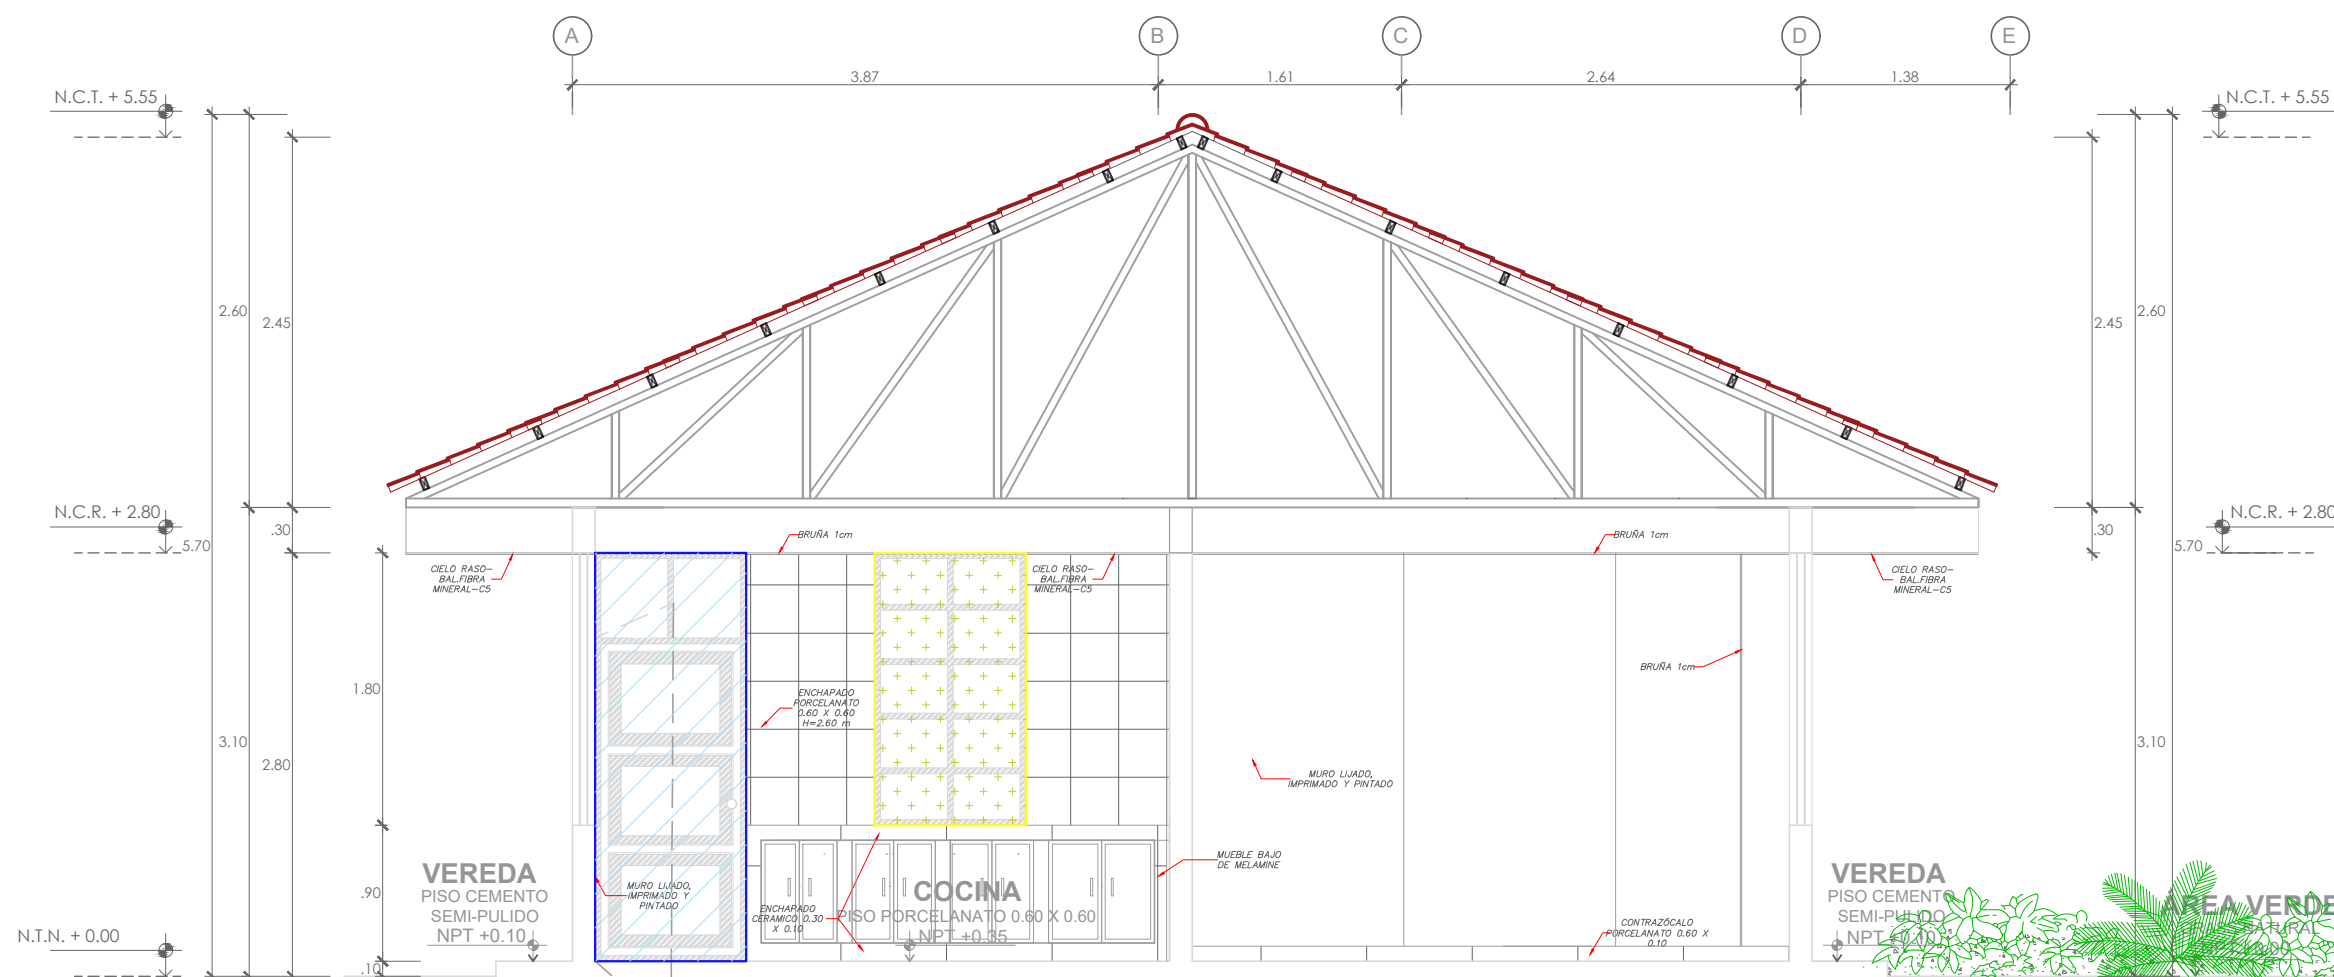 A
B
C
D
E
3.87
1.61
2.64
1.38
N.C.T. + 5.55
N.C.T. + 5.55
2.60
2.45
2.45
2.60
N.C.R. + 2.80
.30
5.70
N.C.R. + 2.80
.30
5.70
BRUÑA 1cm
BRUÑA 1cm
CIELO RASO-
BAL.FIBRA
MINERAL-C5
CIELO RASO-
BAL.FIBRA
MINERAL-C5
CIELO RASO-
BAL.FIBRA
MINERAL-C5
1.80
3.10
2.80
3.10
ENCHAPADO
PORCELANATO
0.60 X 0.60
H=2.60 m
BRUÑA 1cm
MURO LIJADO,
IMPRIMADO Y PINTADO
MUEBLE BAJO
DE MELAMINE
VEREDA
PISO CEMENTO
SEMI-PULIDO
NPT +0.10
.90
MURO LIJADO,
IMPRIMADO Y
PINTADO
ENCHAPADO
CERAMICO 0.30
X 0.10
COCINA
PISO PORCELANATO 0.60 X 0.60
NPT +0.35
CONTRAZÓCALO
PORCELANATO 0.60 X
0.10
VEREDA
PISO CEMENTO
SEMI-PULIDO
NPT +0.10
ÁREA VERDE
N.T.N. + 0.00
.10